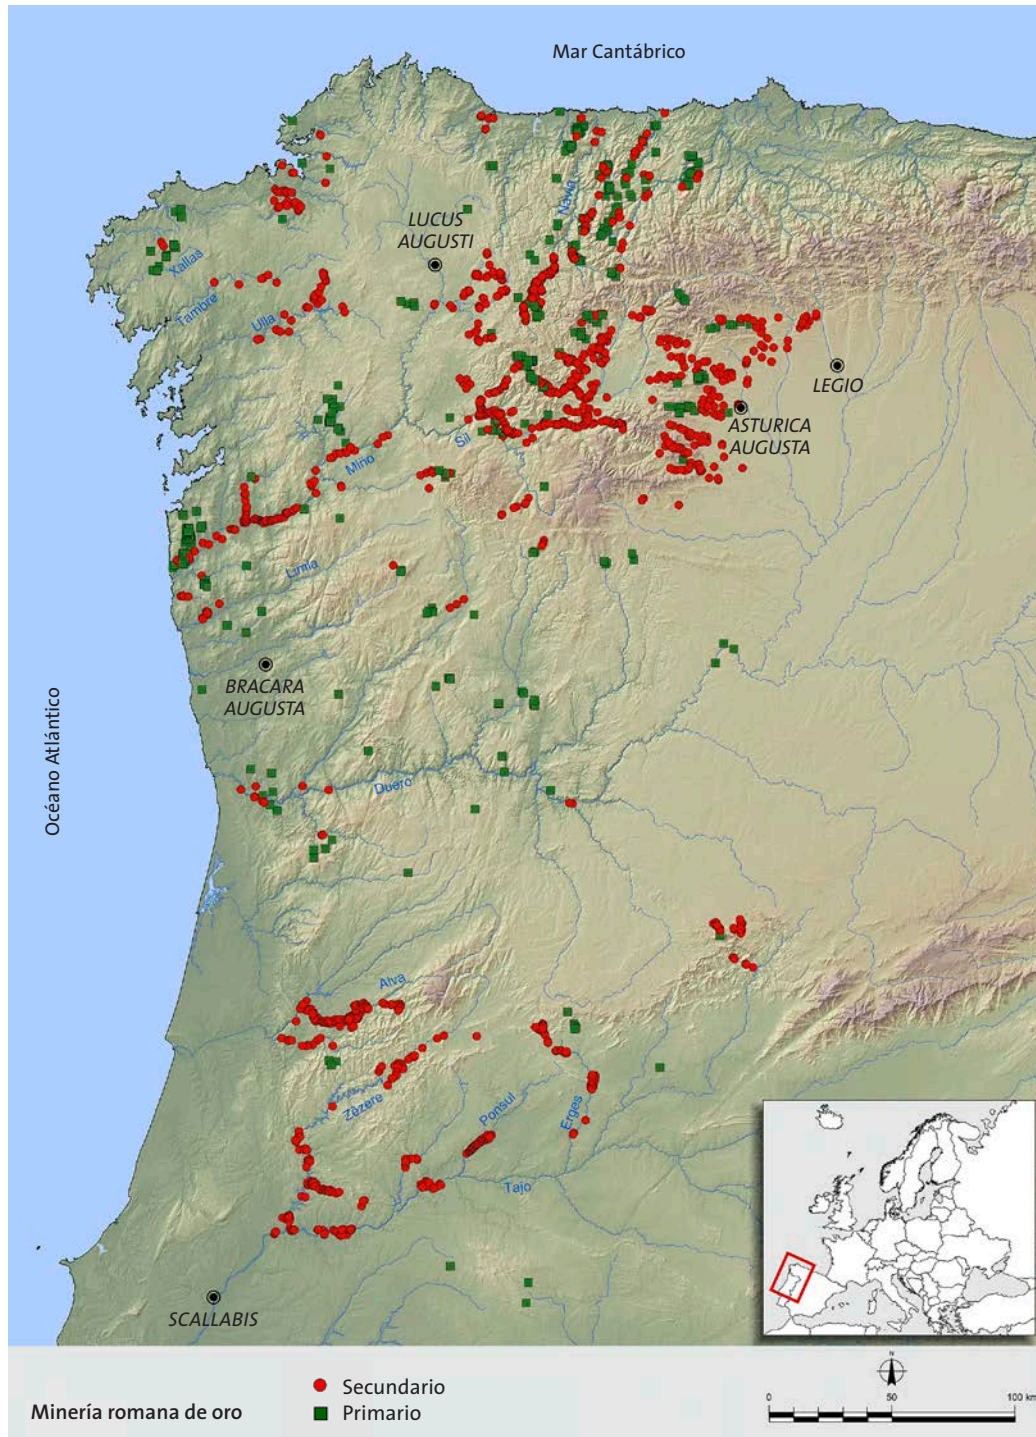 Mar Cantábrico
Navia
LUCUS
AUGUSTI
Xallas
Tambre
Ulla
LEGIO
ASTURICA
AUGUSTA
Sil
Miño
Limia
BRACARA
AUGUSTA
Océano Atlántico
Duero
Alva
Zézere
Ponsul
Erges
Tajo
SCALLABIS
Minería romana de oro
Secundario
Primario
N
0
50
100 km